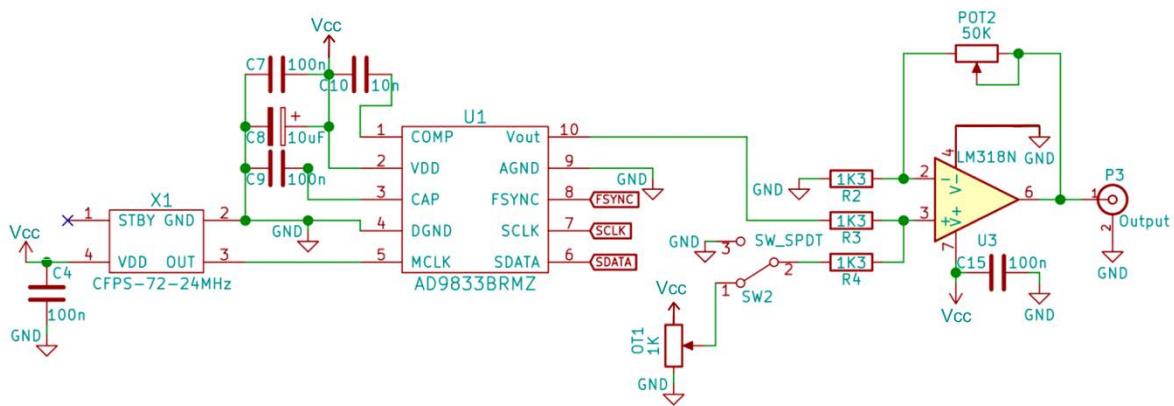 Vcc
C7
100n
C10
10n
C8
+
10uF
C9
100n
U1
1
COMP
Vout
10
2
VDD
AGND
9
GND
3
CAP
FSYNC
8
FSYNC
4
DGND
SCLK
7
SCLK
5
MCLK
SDATA
6
SDATA
AD9833BRMZ
X1
1
STBY GND
2
GND
Vcc
4
VDD
OUT
3
CFPS-72-24MHz
C4
100n
GND
POT2
50K
4
GND
LM318N
GND
1K3
R2
2
V-
6
P3
1
Output
2
GND
1K3
R3
3
+
V+
7
U3
GND
3
SW_SPDT
2
1
SW2
1K3
R4
C15
100n
Vcc
GND
Vcc
OT1
1K
GND